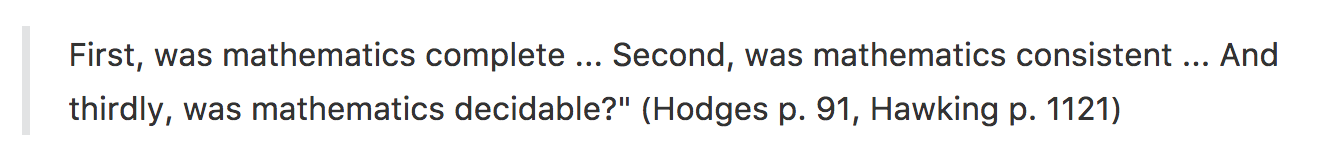 First, was mathematics complete ... Second, was mathematics consistent ... And
thirdly, was mathematics decidable?" (Hodges p. 91, Hawking p. 1121)